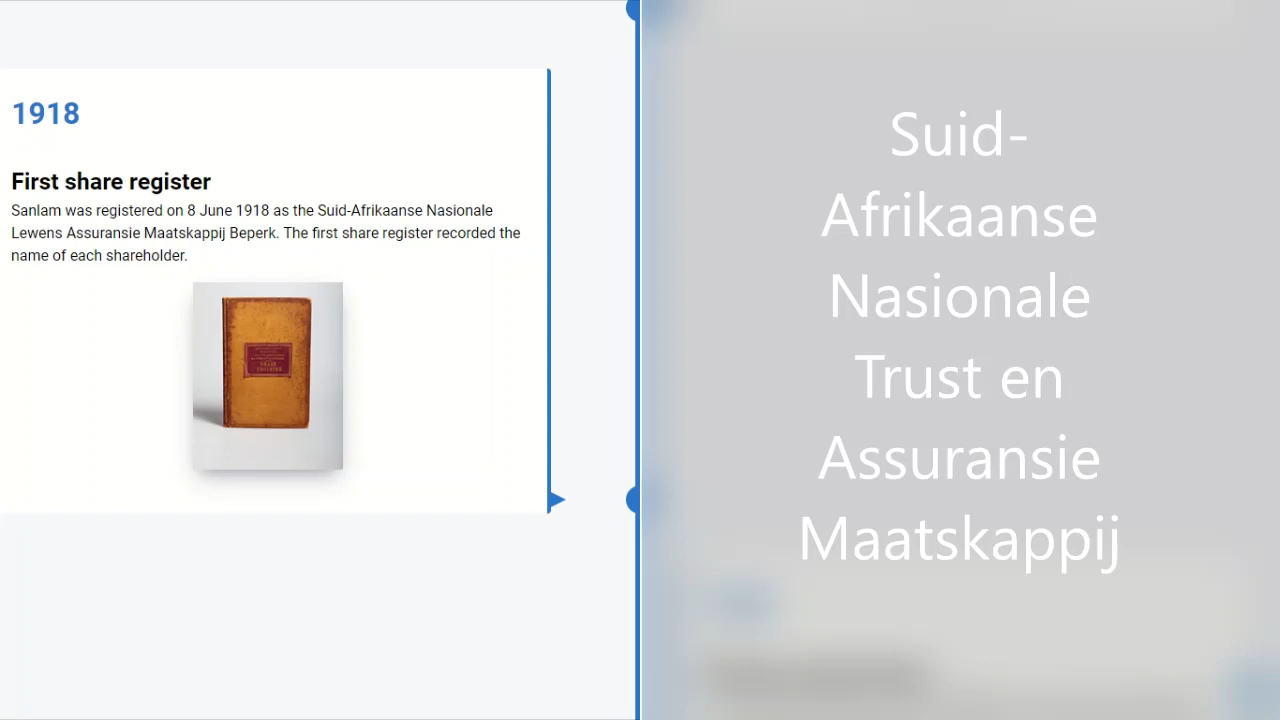 1918
First share register
Sanlam was registered on 8 June 1918 as the Suid-Afrikaanse Nasionale
Lewens Assuransie Maatskappij Beperk. The first share register recorded the
name of each shareholder.
Suid-
Afrikaanse
Nasionale
Trust en
Assuransie
Maatskappij